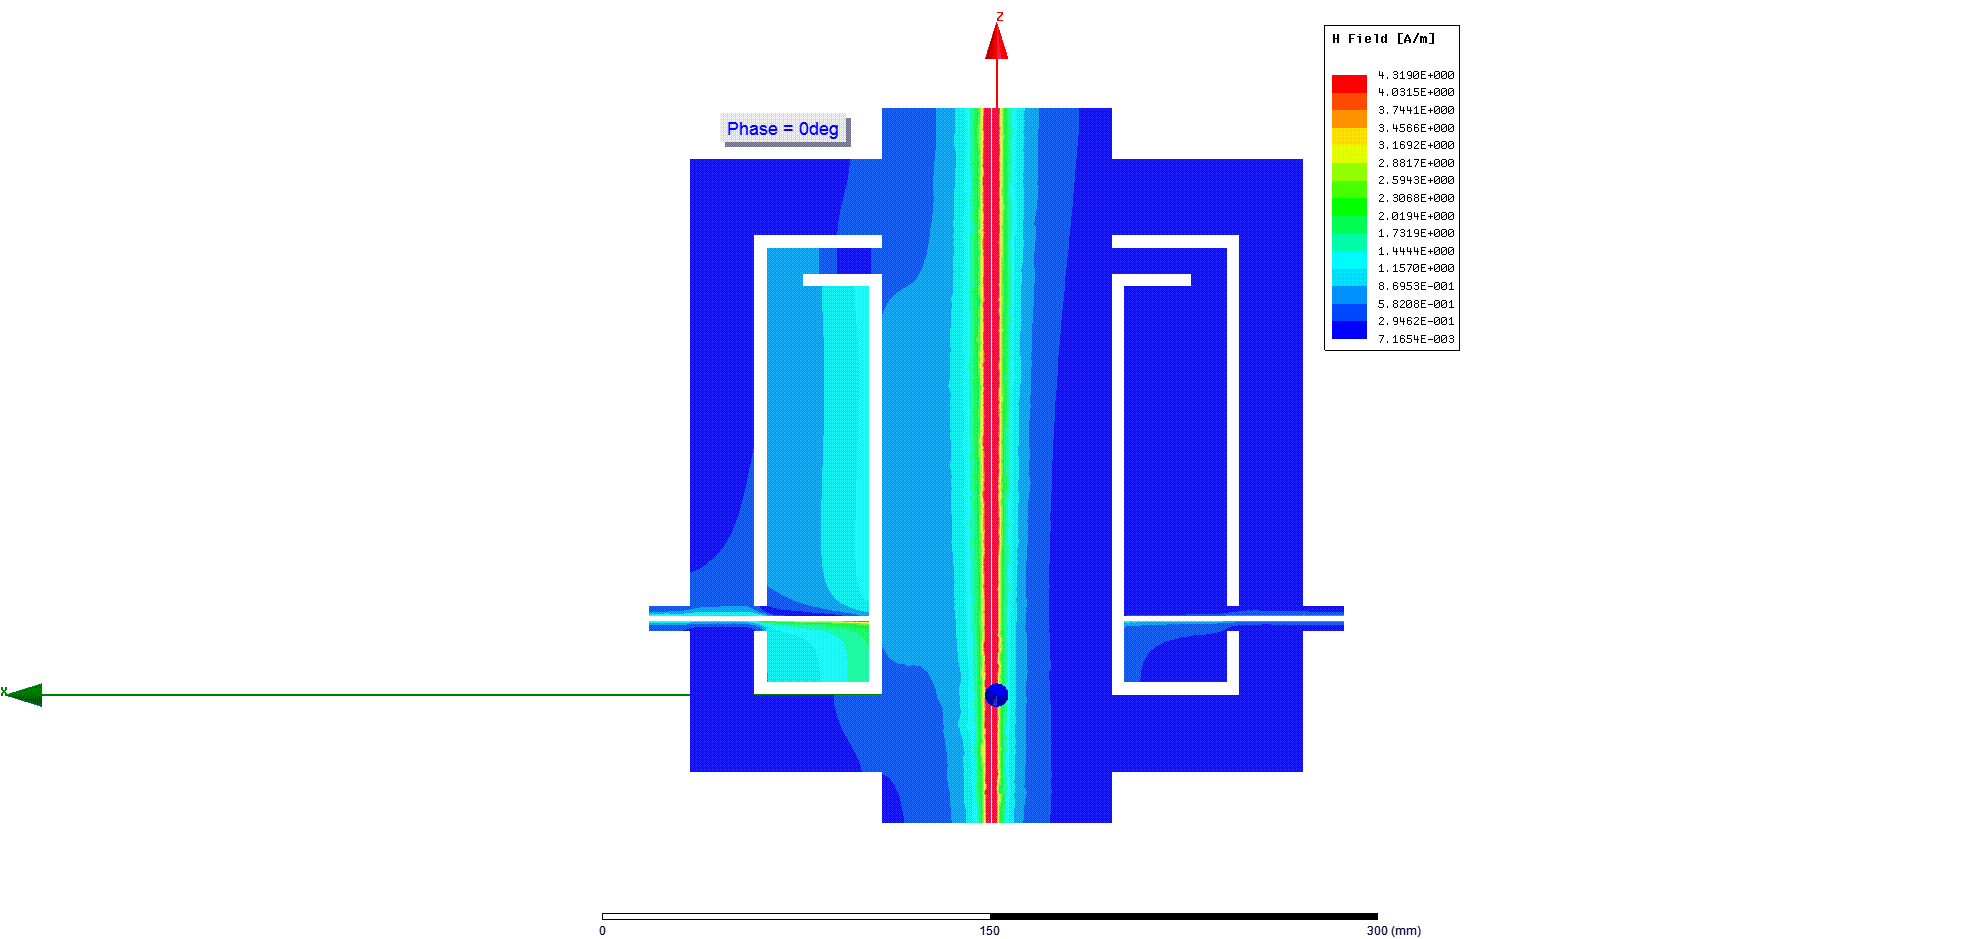 Z
H Field [A/m]
Phase = 0deg
4.3190E+000
4.0315E+000
3.7441E+000
3.4566E+000
3.1692E+000
2.8817E+000
2.5943E+000
2.3068E+000
2.0194E+000
1.7319E+000
1.4444E+000
1.1570E+000
8.6953E-001
5.8208E-001
2.9462E-001
7.1654E-003
X
0 150 300 (mm)